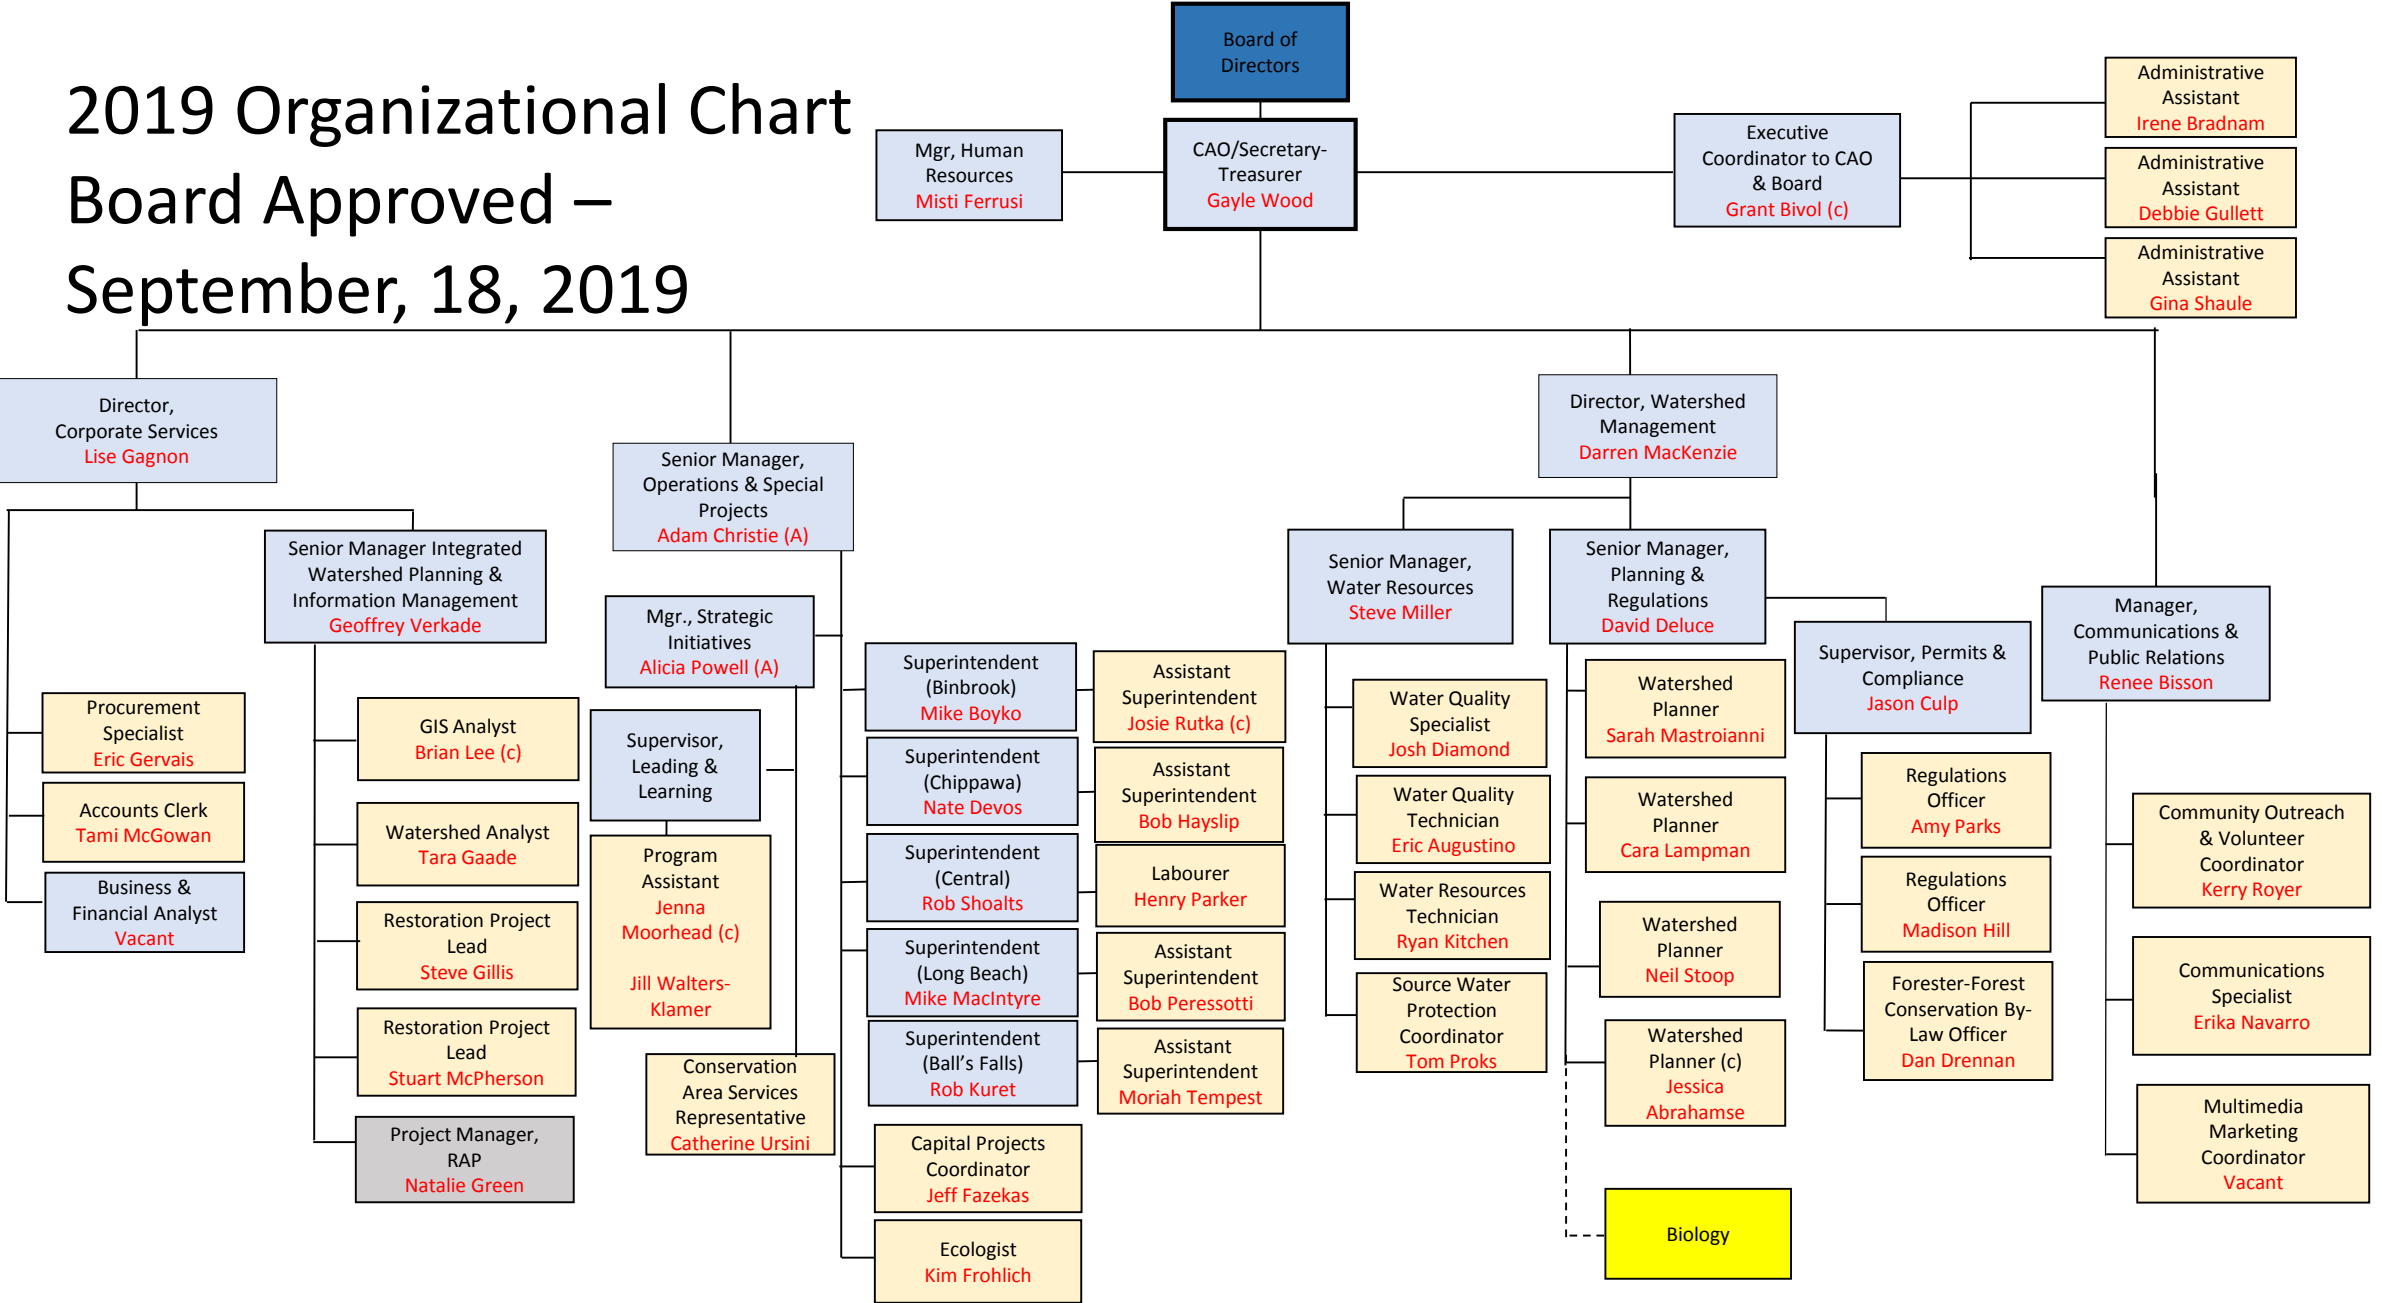 2019 Organizational Chart
Board Approved –
September, 18, 2019
Board of
Directors
Mgr, Human
Resources
Misti Ferrusi
CAO/Secretary-
Treasurer
Gayle Wood
Executive
Coordinator to CAO
& Board
Grant Bivol (c)
Administrative
Assistant
Irene Bradnam
Administrative
Assistant
Debbie Gullett
Administrative
Assistant
Gina Shaule
Director,
Corporate Services
Lise Gagnon
Procurement
Specialist
Eric Gervais
Accounts Clerk
Tami McGowan
Business &
Financial Analyst
Vacant
Senior Manager Integrated
Watershed Planning &
Information Management
Geoffrey Verkade
GIS Analyst
Brian Lee (c)
Watershed Analyst
Tara Gaade
Restoration Project
Lead
Steve Gillis
Restoration Project
Lead
Stuart McPherson
Project Manager,
RAP
Natalie Green
Senior Manager,
Operations & Special
Projects
Adam Christie (A)
Mgr., Strategic
Initiatives
Alicia Powell (A)
Supervisor,
Leading &
Learning
Program
Assistant
Jenna
Moorhead (c)
Jill Walters-
Klamer
Conservation
Area Services
Representative
Catherine Ursini
Superintendent
(Binbrook)
Mike Boyko
Assistant
Superintendent
Josie Rutka (c)
Superintendent
(Chippawa)
Nate Devos
Assistant
Superintendent
Bob Hayslip
Superintendent
(Central)
Rob Shoalts
Labourer
Henry Parker
Superintendent
(Long Beach)
Mike MacIntyre
Assistant
Superintendent
Bob Peressotti
Superintendent
(Ball's Falls)
Rob Kuret
Assistant
Superintendent
Moriah Tempest
Capital Projects
Coordinator
Jeff Fazekas
Ecologist
Kim Frohlich
Director, Watershed
Management
Darren MacKenzie
Senior Manager,
Water Resources
Steve Miller
Water Quality
Specialist
Josh Diamond
Water Quality
Technician
Eric Augustino
Water Resources
Technician
Ryan Kitchen
Source Water
Protection
Coordinator
Tom Proks
Senior Manager,
Planning &
Regulations
David Deluce
Watershed
Planner
Sarah Mastroianni
Watershed
Planner
Cara Lampman
Watershed
Planner
Neil Stoop
Watershed
Planner (c)
Jessica
Abrahamse
Biology
Supervisor, Permits &
Compliance
Jason Culp
Regulations
Officer
Amy Parks
Regulations
Officer
Madison Hill
Forester-Forest
Conservation By-
Law Officer
Dan Drennan
Manager,
Communications &
Public Relations
Renee Bisson
Community Outreach
& Volunteer
Coordinator
Kerry Royer
Communications
Specialist
Erika Navarro
Multimedia
Marketing
Coordinator
Vacant